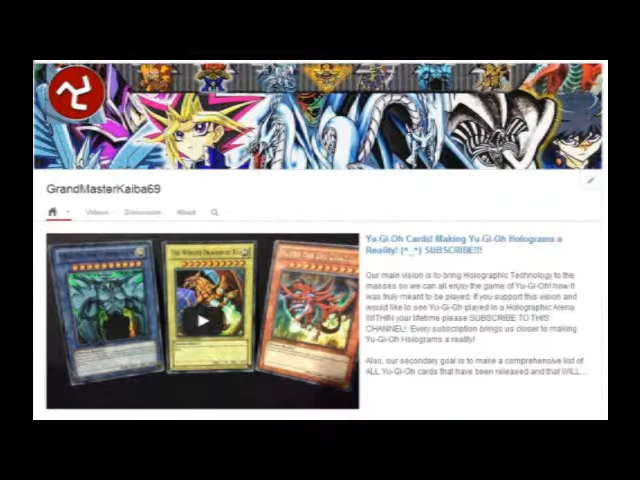 GrandMasterKaiba69
Videos Discussion About
Yu-Gi-Oh Cards! Making Yu-Gi-Oh Holograms a
Reality! (^_^) SUBSCRIBE!!!
Our main vision is to bring Holographic Technology to the
masses so we can all enjoy the game of Yu-Gi-Oh! how it
was truly meant to be played. If you support this vision and
would like to see Yu-Gi-Oh played in a Holographic Arena
WITHIN your lifetime please SUBSCRIBE TO THIS
CHANNEL!. Every subscription brings us closer to making
Yu-Gi-Oh Holograms a reality!
Also, our secondary goal is to make a comprehensive list of
ALL Yu-Gi-Oh cards that have been released and that WILL...
THE WINGED DRAGON OF RA